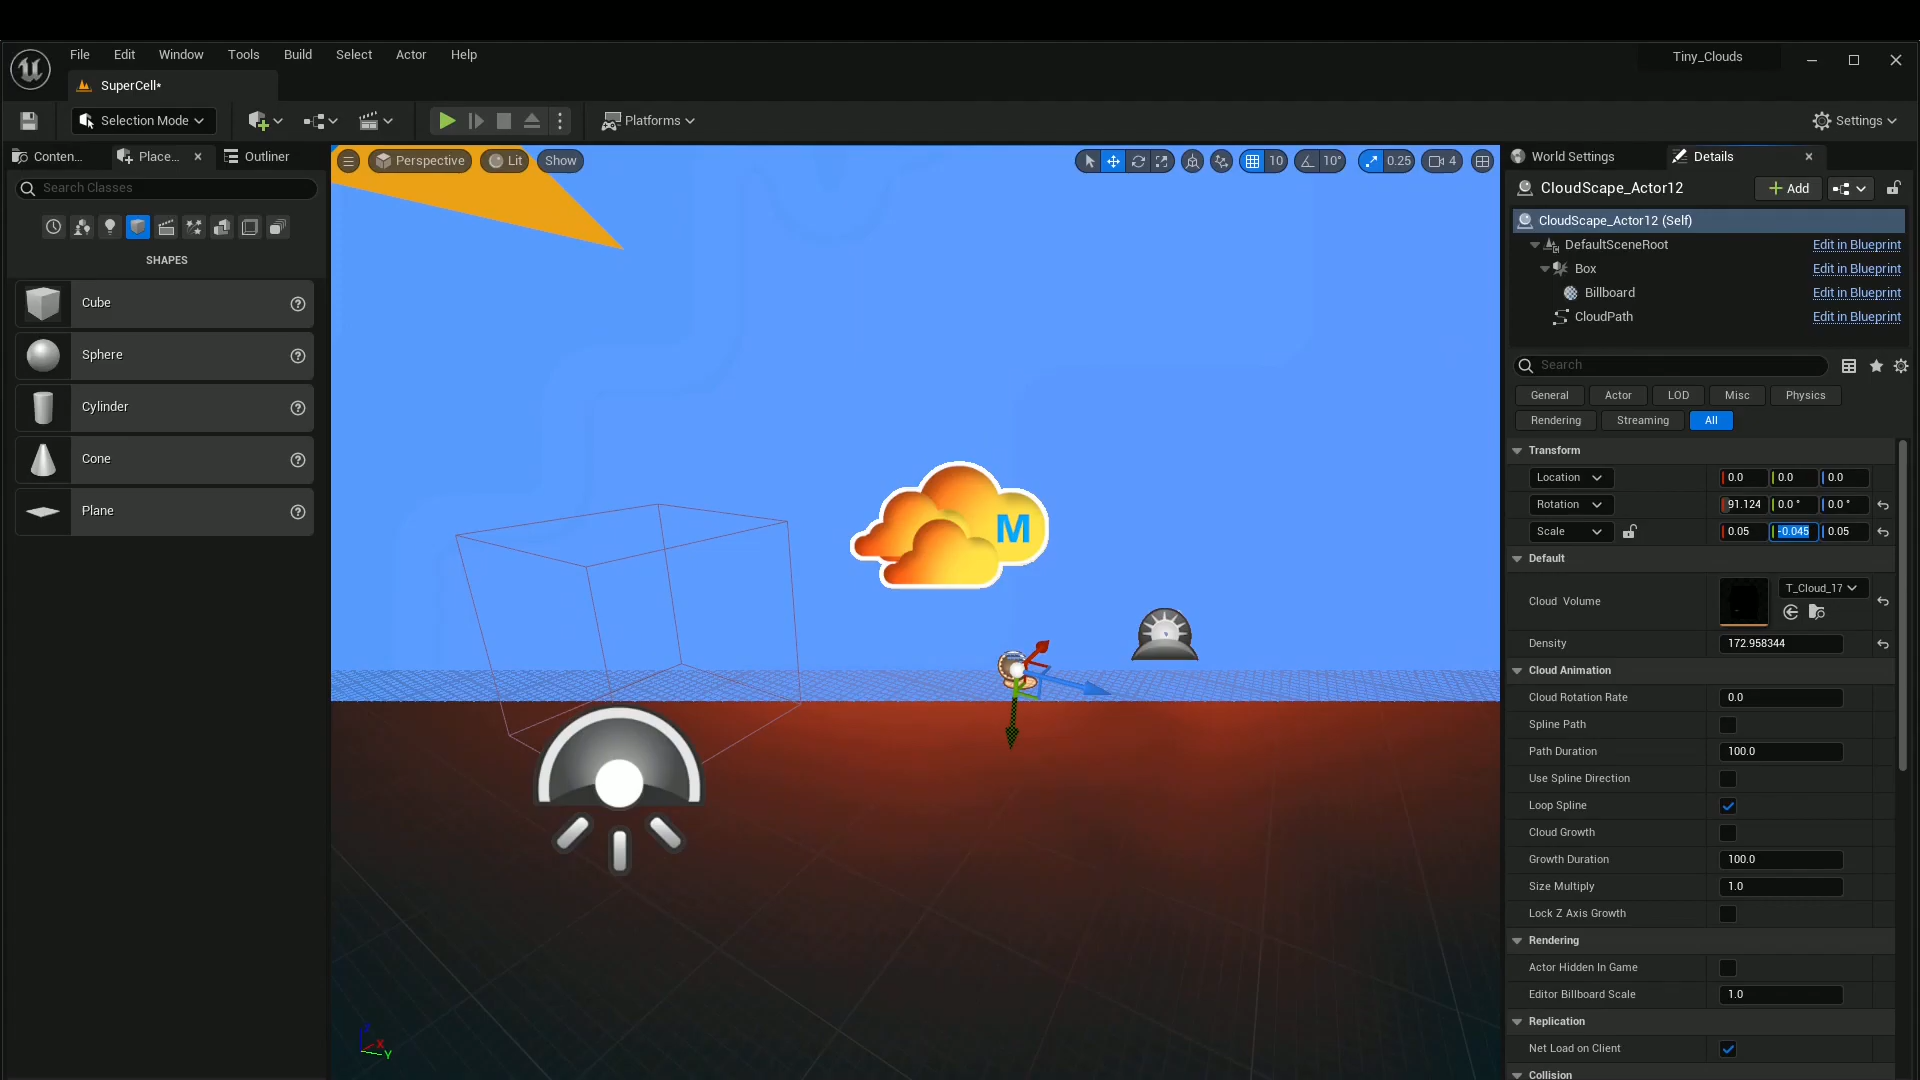 File Edit Window Tools Build Select Actor Help
Tiny_Clouds
SuperCell*
Selection Mode
Platforms
Settings
Conten...
Place...
Outliner
Search Classes
SHAPES
Cube
Sphere
Cylinder
Cone
Plane
Perspective
Lit
Show
10
10°
0.25
4
M
Z
X
Y
World Settings
Details
CloudScape_Actor12
Add
CloudScape_Actor12 (Self)
DefaultSceneRoot Edit in Blueprint
Box Edit in Blueprint
Billboard Edit in Blueprint
CloudPath Edit in Blueprint
Search
General Actor LOD Misc Physics
Rendering Streaming All
Transform
Location 0.0 0.0 0.0
Rotation 91.124 0.0 ° 0.0 °
Scale 0.05 -0.045 0.05
Default
Cloud Volume T_Cloud_17
Density 172.958344
Cloud Animation
Cloud Rotation Rate 0.0
Spline Path
Path Duration 100.0
Use Spline Direction
Loop Spline
Cloud Growth
Growth Duration 100.0
Size Multiply 1.0
Lock Z Axis Growth
Rendering
Actor Hidden In Game
Editor Billboard Scale 1.0
Replication
Net Load on Client
Collision